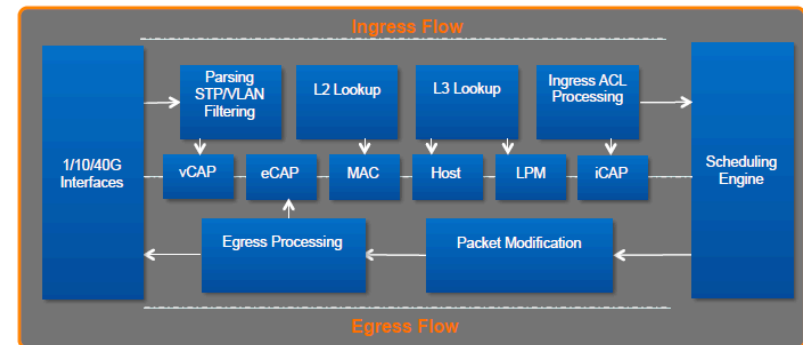 Ingress Flow
1/10/40G
Interfaces
Parsing
STP/VLAN
Filtering
L2 Lookup
L3 Lookup
Ingress ACL
Processing
Scheduling
Engine
vCAP
eCAP
MAC
Host
LPM
iCAP
Egress Processing
Packet Modification
Egress Flow